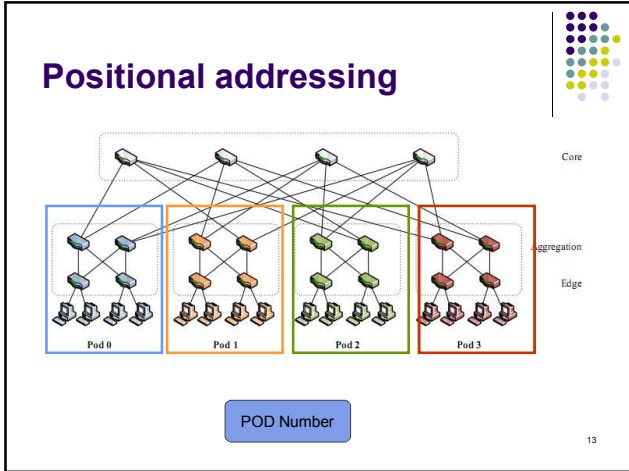 Positional addressing
Core
Aggregation
Edge
Pod 0 Pod 1 Pod 2 Pod 3
POD Number
13